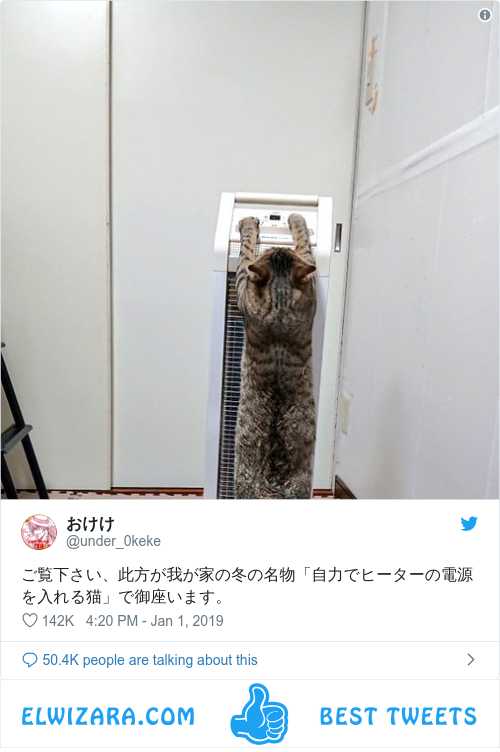 おけけ
@under_0keke
ご覧下さい、此方が我が家の冬の名物「自力でヒーターの電源
を入れる猫」で御座います。
142K 4:20 PM - Jan 1, 2019
50.4K people are talking about this
ELWIZARA.COM BEST TWEETS